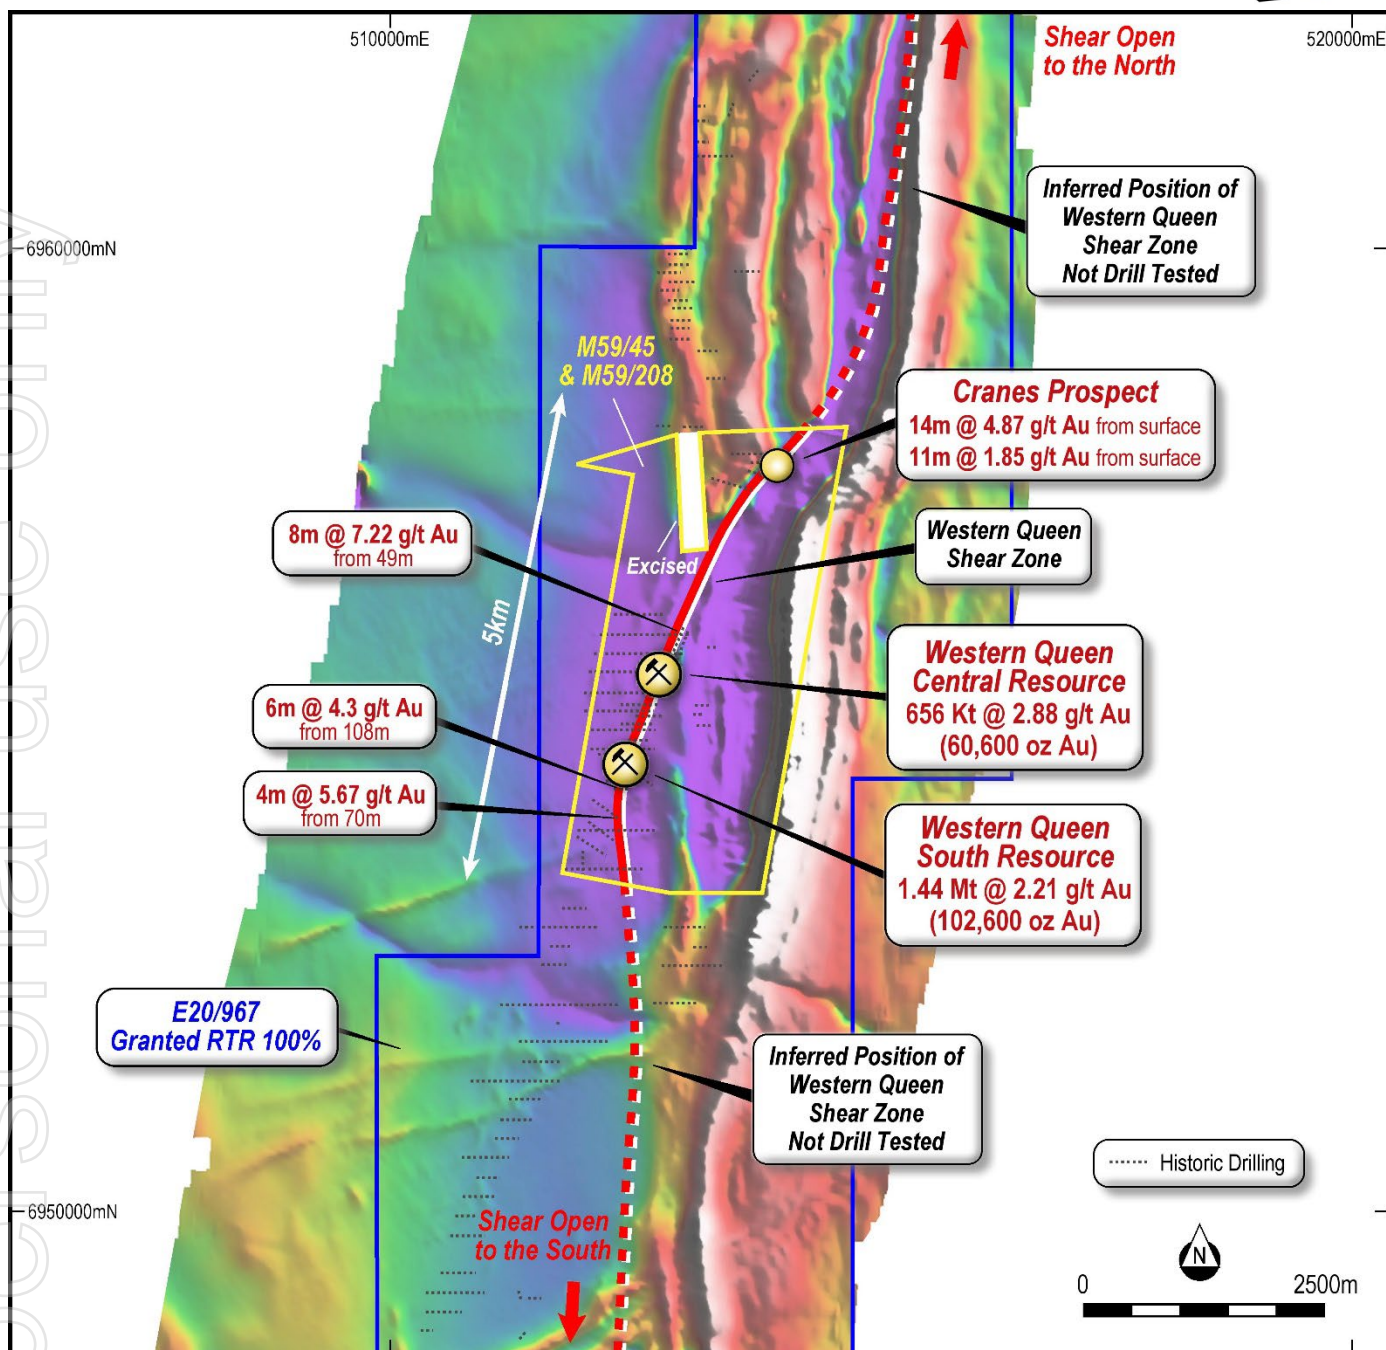 510000mE
520000mE
Shear Open
to the North
Inferred Position of
Western Queen
Shear Zone
Not Drill Tested
6960000mN
M59/45
& M59/208
Cranes Prospect
14m @ 4.87 g/t Au from surface
11m @ 1.85 g/t Au from surface
8m @ 7.22 g/t Au
from 49m
Western Queen
Shear Zone
Excised
5km
Western Queen
Central Resource
656 Kt @ 2.88 g/t Au
(60,600 oz Au)
6m @ 4.3 g/t Au
from 108m
4m @ 5.67 g/t Au
from 70m
Western Queen
South Resource
1.44 Mt @ 2.21 g/t Au
(102,600 oz Au)
E20/967
Granted RTR 100%
Inferred Position of
Western Queen
Shear Zone
Not Drill Tested
Historic Drilling
6950000mN
Shear Open
to the South
N
0 2500m
personal use only